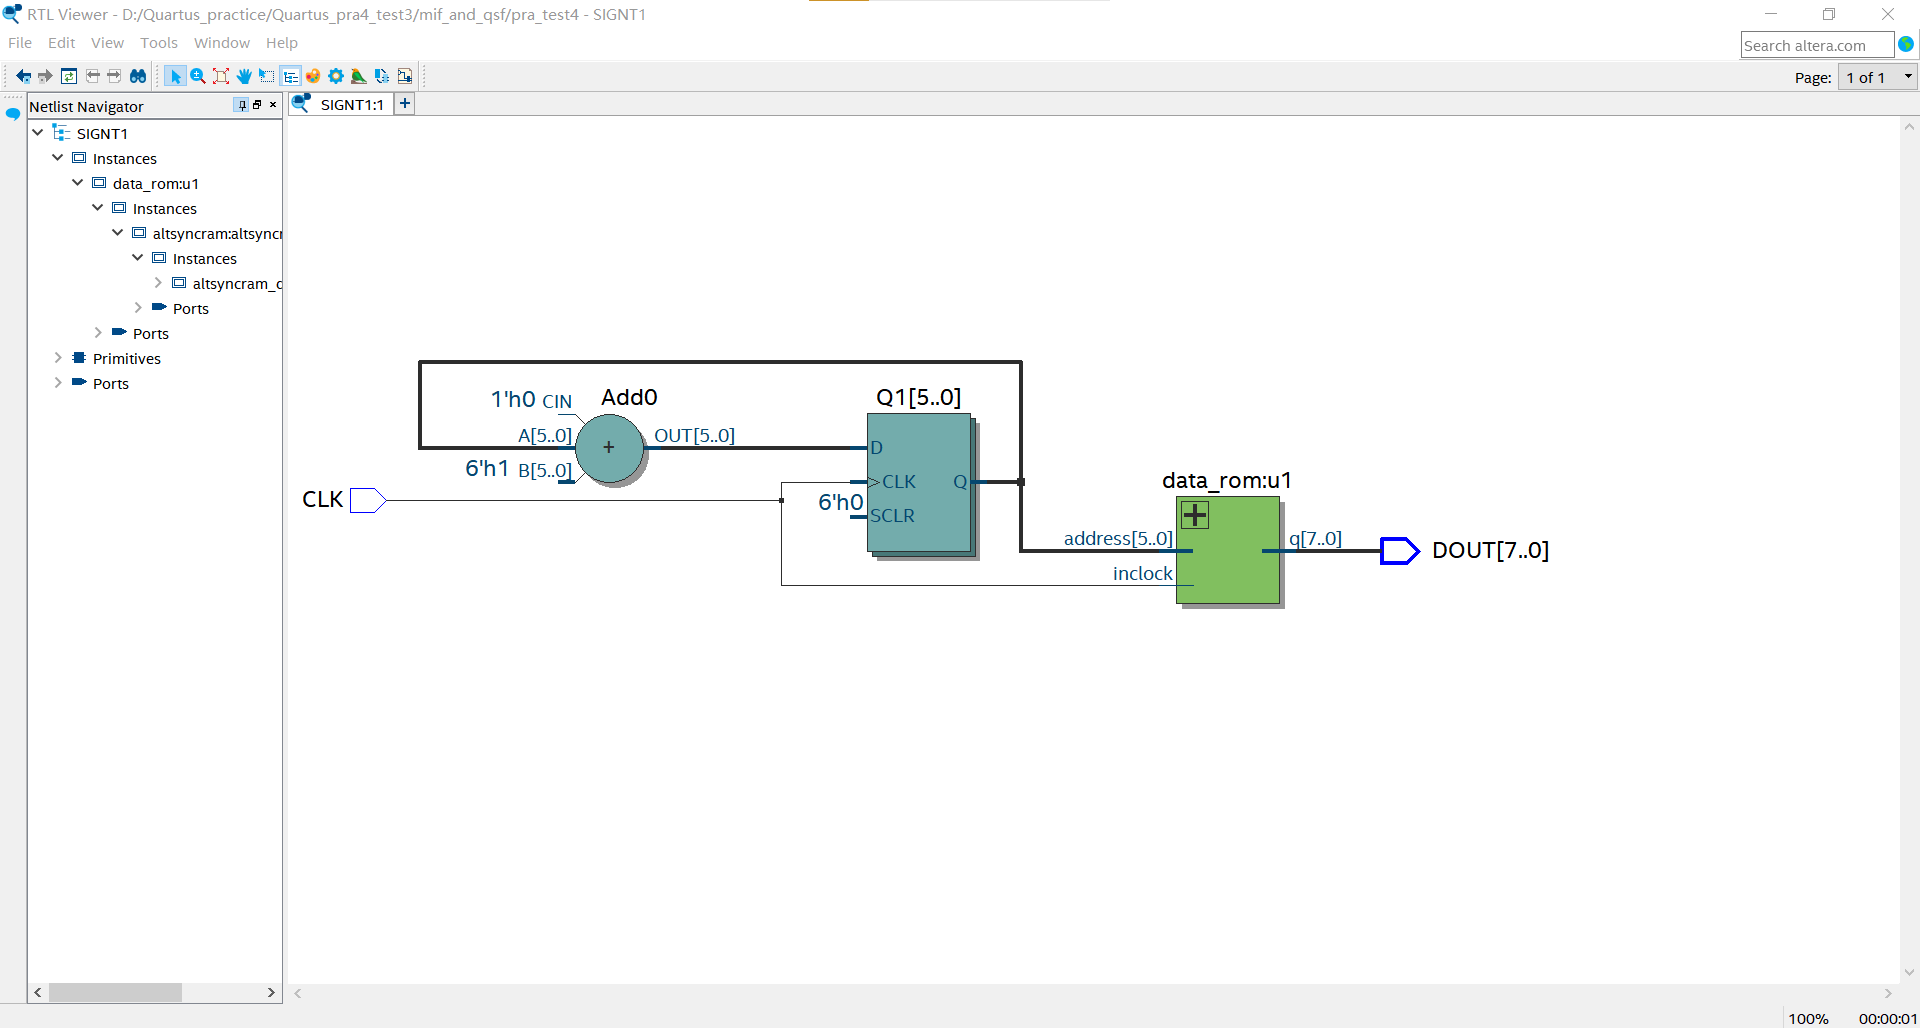 RTL Viewer - D:/Quartus_practice/Quartus_pra4_test3/mif_and_qsf/pra_test4 - SIGNT1
File Edit View Tools Window Help
Search altera.com
Page: 1 of 1
Netlist Navigator
SIGNT1:1
SIGNT1
Instances
data_rom:u1
Instances
altsyncram:altsyncr
Instances
altsyncram_
Ports
Ports
Primitives
Ports
1'h0 CIN
Add0
Q1[5..0]
A[5..0]
OUT[5..0]
+
D
6'h1 B[5..0]
CLK
CLK
Q
6'h0
SCLR
data_rom:u1
address[5..0]
q[7..0]
DOUT[7..0]
inclock
100% 00:00:01